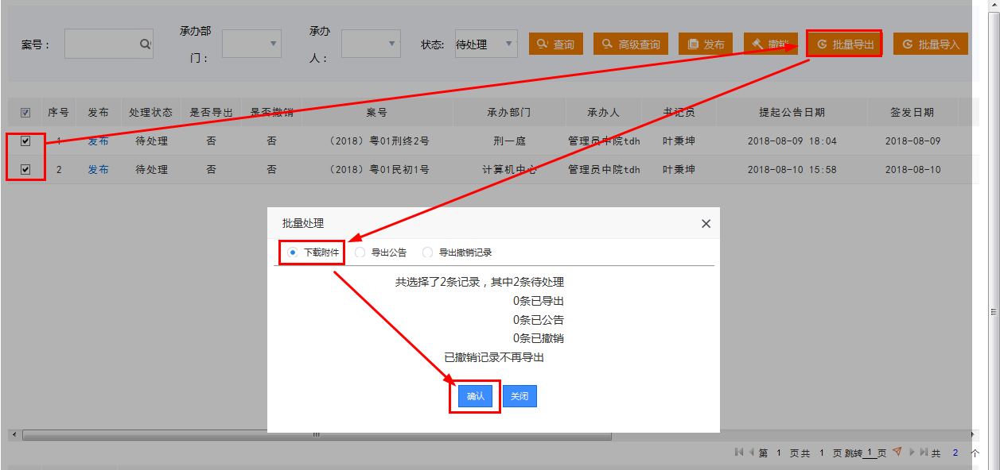 案号：
承办部门：
承办人：
状态: 待处理
查询
高级查询
发布
撤销
批量导出
批量导入
序号 发布 处理状态 是否导出 是否撤销 案号 承办部门 承办人 书记员 提起公告日期 签发日期
1 发布 待处理 否 否 （2018）粤01刑终2号 刑一庭 管理员中院tdh 叶秉坤 2018-08-09 18:04 2018-08-09
2 发布 待处理 否 否 （2018）粤01民初1号 计算机中心 管理员中院tdh 叶秉坤 2018-08-10 15:58 2018-08-10
批量处理
下载附件 导出公告 导出撤销记录
共选择了2条记录，其中2条待处理
0条已导出
0条已公告
0条已撤销
已撤销记录不再导出
确认 关闭
第 1 页共 1 页 跳转 1 页 共 2 个